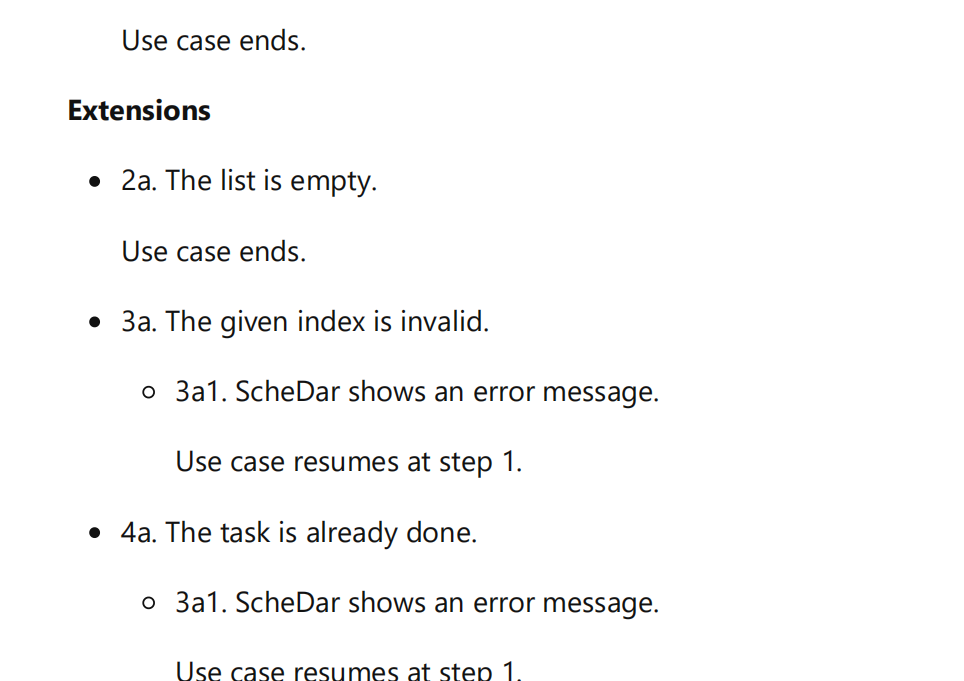 Use case ends.
Extensions
2a. The list is empty.
Use case ends.
3a. The given index is invalid.
3a1. ScheDar shows an error message.
Use case resumes at step 1.
4a. The task is already done.
3a1. ScheDar shows an error message.
Use case resumes at step 1.